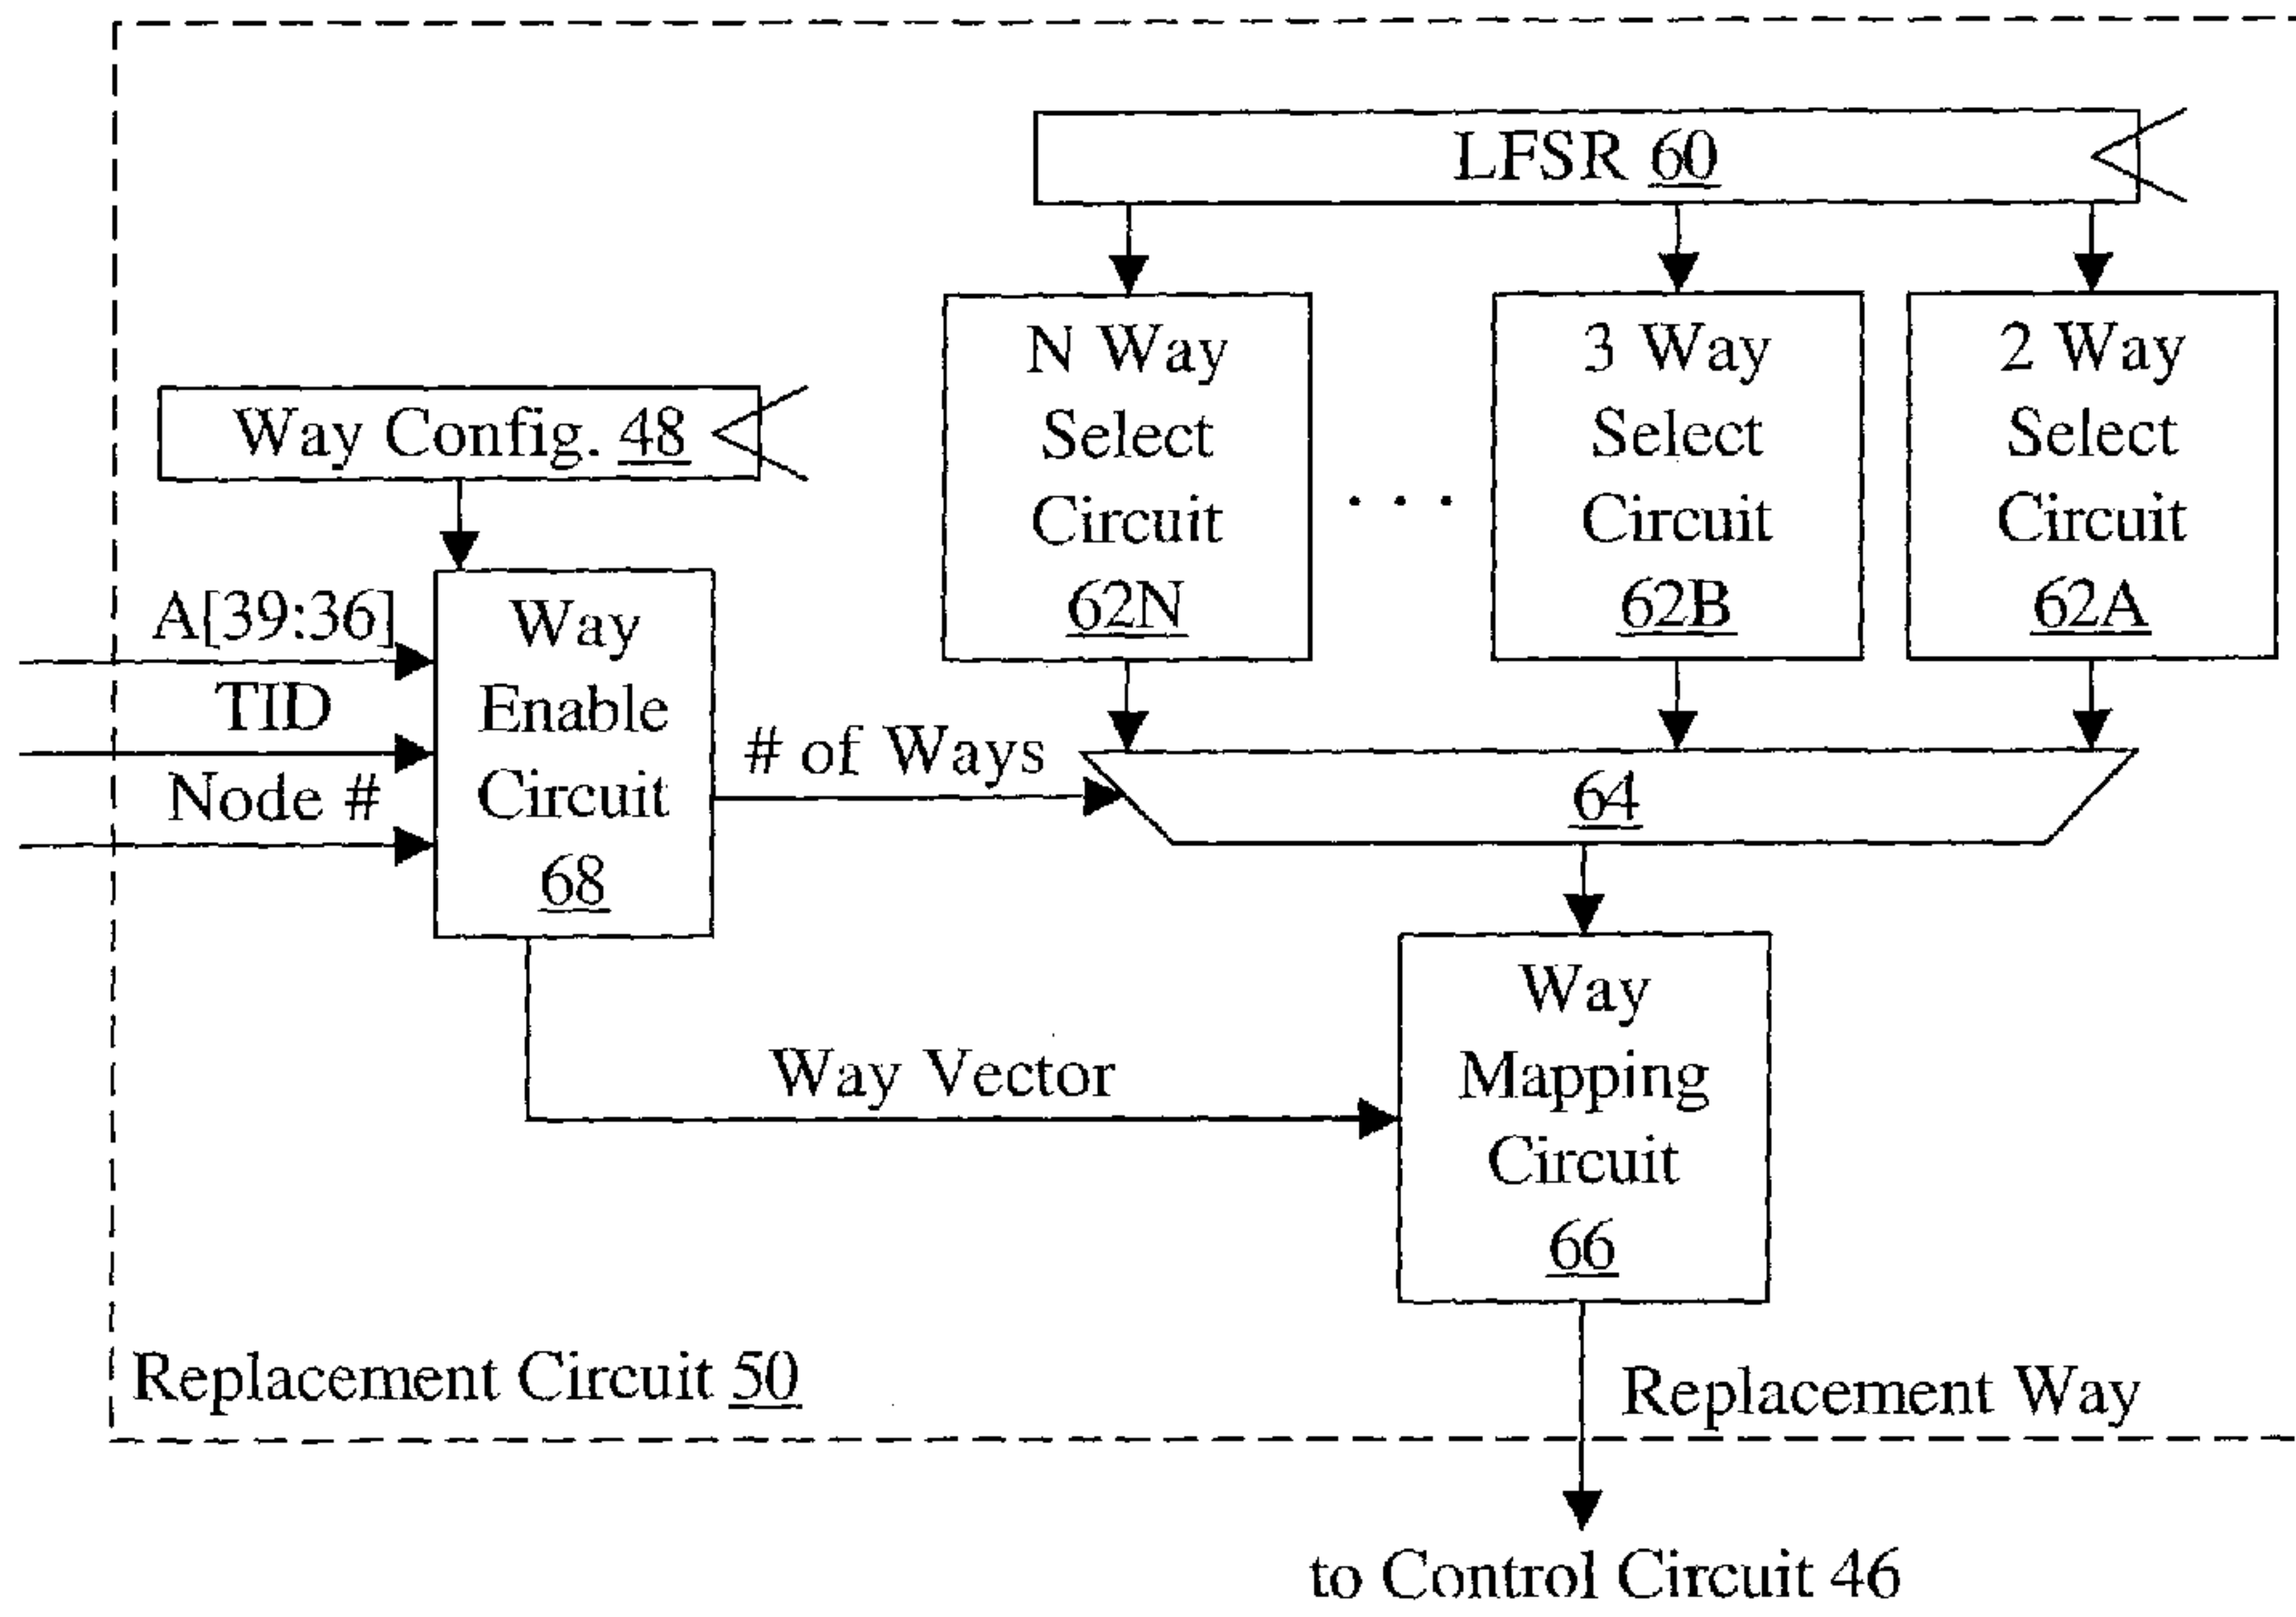 LFSR 60
N Way
Select
Circuit
62N
. . .
3 Way
Select
Circuit
62B
2 Way
Select
Circuit
62A
Way Config. 48
A[39:36]
TID
Node #
Way
Enable
Circuit
68
# of Ways
64
Way Vector
Way
Mapping
Circuit
66
Replacement Circuit 50
Replacement Way
to Control Circuit 46